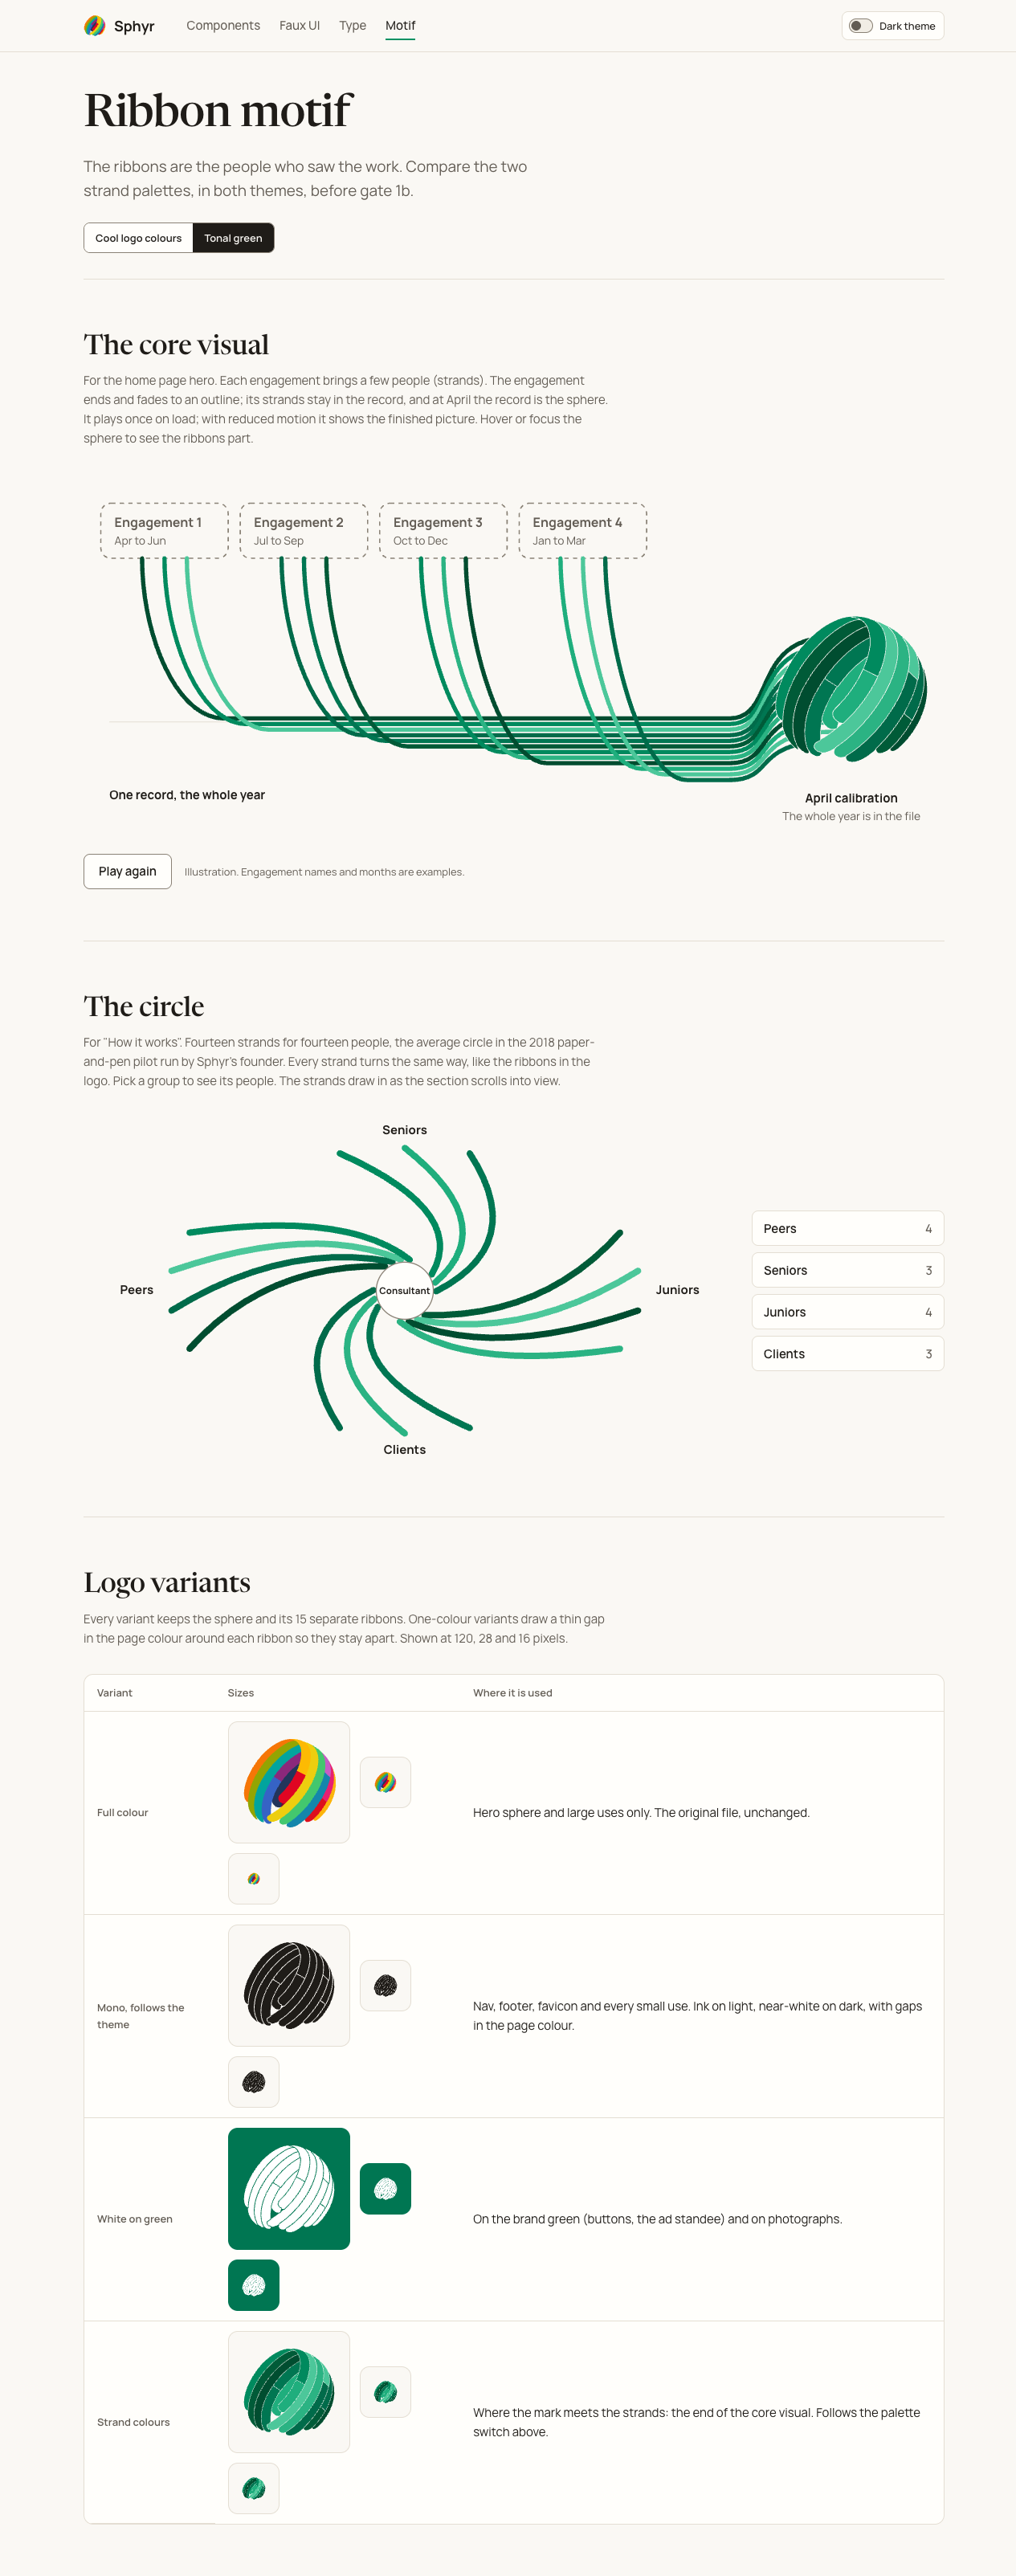 Sphyr
Components
Faux UI
Type
Motif
Dark theme
Ribbon motif
The ribbons are the people who saw the work. Compare the two
strand palettes, in both themes, before gate 1b.
Cool logo colours
Tonal green
The core visual
For the home page hero. Each engagement brings a few people (strands). The engagement
ends and fades to an outline; its strands stay in the record, and at April the record is the sphere.
It plays once on load; with reduced motion it shows the finished picture. Hover or focus the
sphere to see the ribbons part.
Engagement 1
Apr to Jun
Engagement 2
Jul to Sep
Engagement 3
Oct to Dec
Engagement 4
Jan to Mar
One record, the whole year
April calibration
The whole year is in the file
Play again
Illustration. Engagement names and months are examples.
The circle
For "How it works". Fourteen strands for fourteen people, the average circle in the 2018 paper-
and-pen pilot run by Sphyr's founder. Every strand turns the same way, like the ribbons in the
logo. Pick a group to see its people. The strands draw in as the section scrolls into view.
Seniors
Peers
Consultant
Juniors
Clients
Peers 4
Seniors 3
Juniors 4
Clients 3
Logo variants
Every variant keeps the sphere and its 15 separate ribbons. One-colour variants draw a thin gap
in the page colour around each ribbon so they stay apart. Shown at 120, 28 and 16 pixels.
Variant
Sizes
Where it is used
Full colour
Hero sphere and large uses only. The original file, unchanged.
Mono, follows the
theme
Nav, footer, favicon and every small use. Ink on light, near-white on dark, with gaps
in the page colour.
White on green
On the brand green (buttons, the ad standee) and on photographs.
Strand colours
Where the mark meets the strands: the end of the core visual. Follows the palette
switch above.